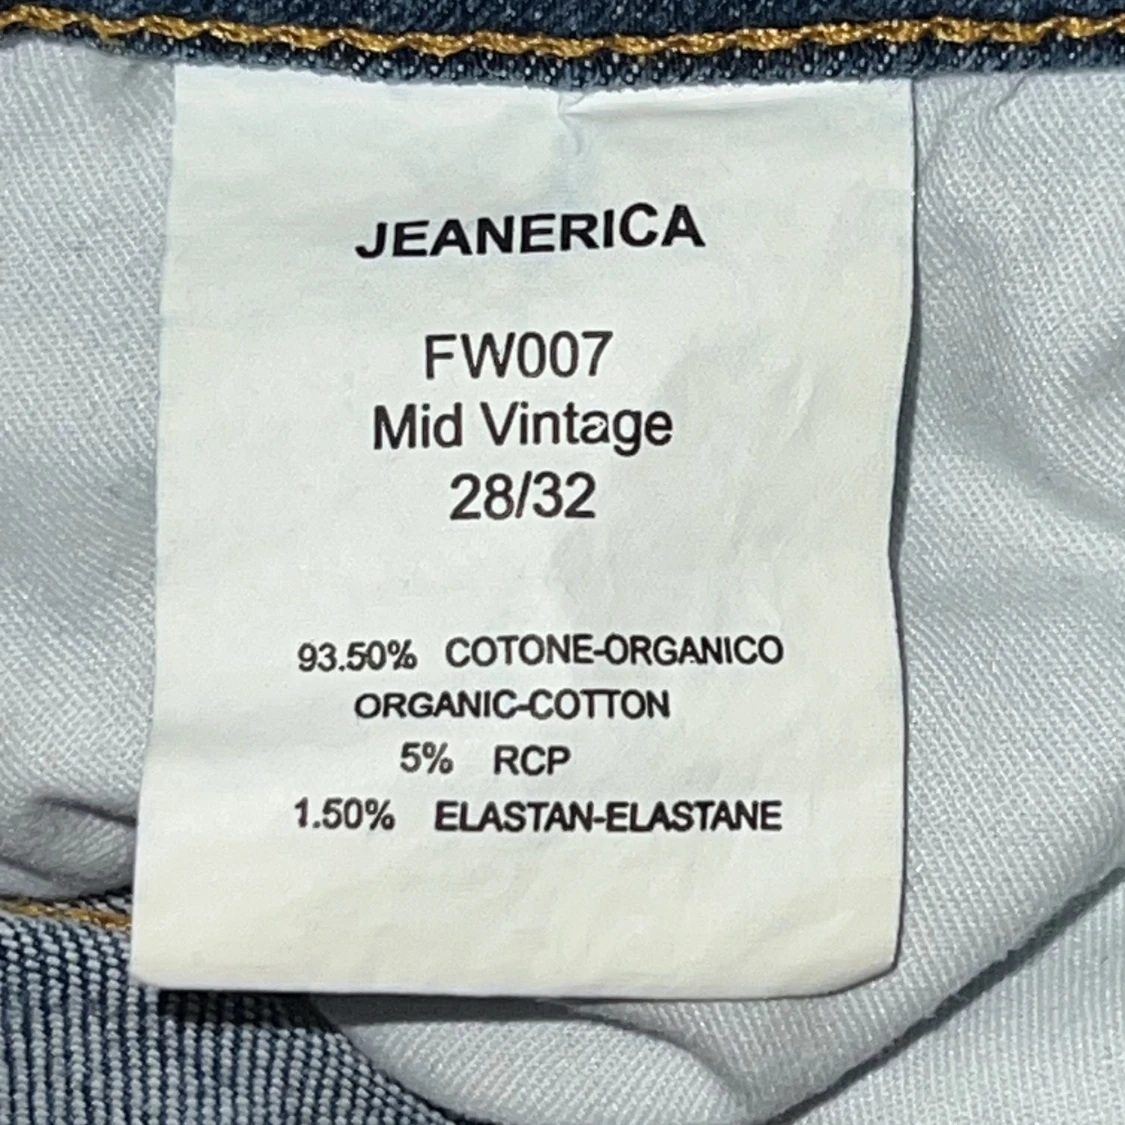 JEANERICA
FW007
Mid Vintage
28/32
93.50% COTONE-ORGANICO
ORGANIC-COTTON
5% RCP
1.50% ELASTAN-ELASTANE